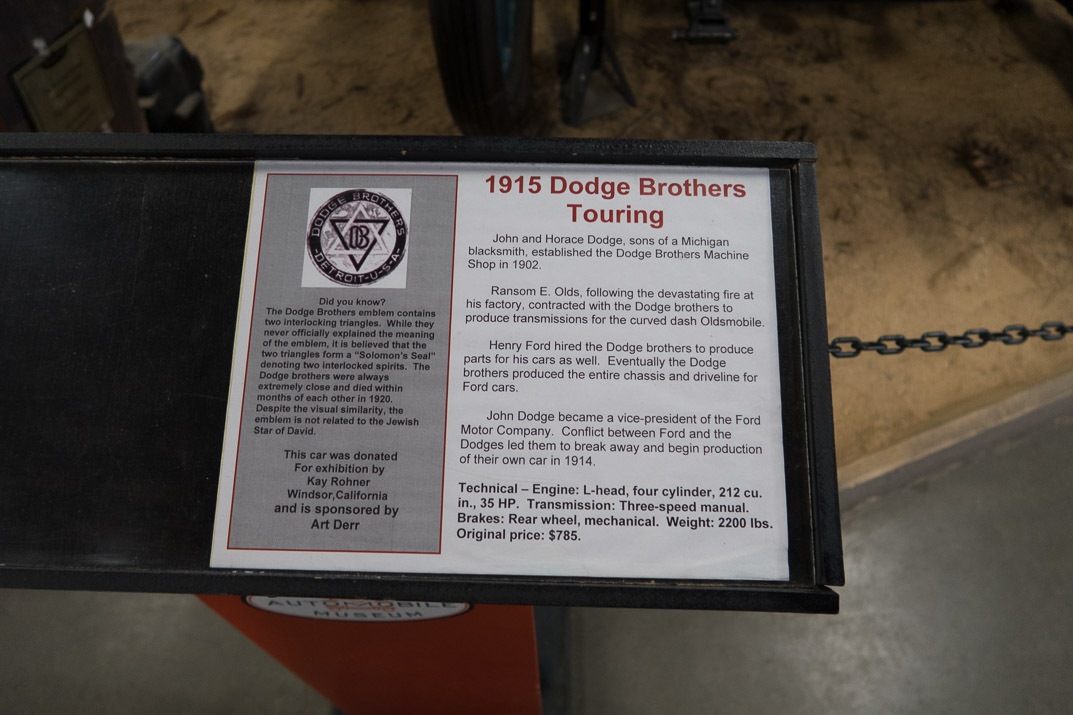 DODGE BROTHERS
DB
-DETROIT-U-S-A-
Did you know?
The Dodge Brothers emblem contains
two interlocking triangles. While they
never officially explained the meaning
of the emblem, it is believed that the
two triangles form a “Solomon’s Seal”
denoting two interlocked spirits. The
Dodge brothers were always
extremely close and died within
months of each other in 1920.
Despite the visual similarity, the
emblem is not related to the Jewish
Star of David.
This car was donated
For exhibition by
Kay Rohner
Windsor,California
and is sponsored by
Art Derr
1915 Dodge Brothers
Touring
John and Horace Dodge, sons of a Michigan
blacksmith, established the Dodge Brothers Machine
Shop in 1902.
Ransom E. Olds, following the devastating fire at
his factory, contracted with the Dodge brothers to
produce transmissions for the curved dash Oldsmobile.
Henry Ford hired the Dodge brothers to produce
parts for his cars as well. Eventually the Dodge
brothers produced the entire chassis and driveline for
Ford cars.
John Dodge became a vice-president of the Ford
Motor Company. Conflict between Ford and the
Dodges led them to break away and begin production
of their own car in 1914.
Technical – Engine: L-head, four cylinder, 212 cu.
in., 35 HP. Transmission: Three-speed manual.
Brakes: Rear wheel, mechanical. Weight: 2200 lbs.
Original price: $785.
AUTOMOBILE
MUSEUM